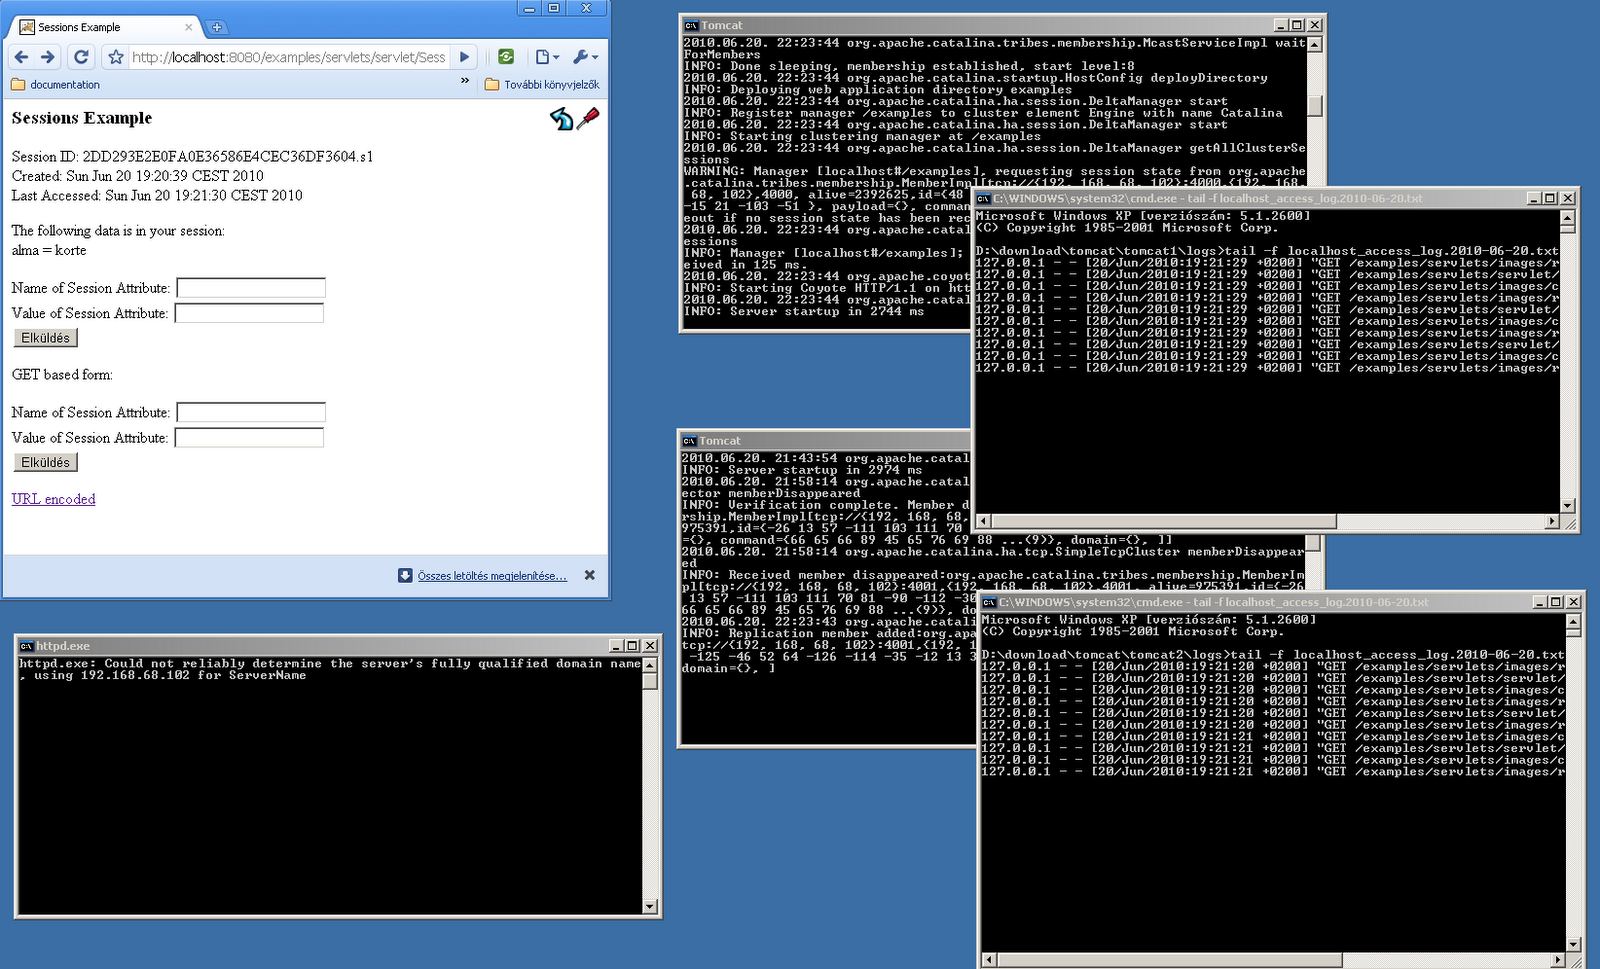 Sessions Example
http://localhost:8080/examples/servlets/servlet/Sess
documentation
»
További könyvjelzők
Sessions Example
Session ID: 2DD293E2E0FA0E36586E4CEC36DF3604.s1
Created: Sun Jun 20 19:20:39 CEST 2010
Last Accessed: Sun Jun 20 19:21:30 CEST 2010
The following data is in your session:
alma = korte
Name of Session Attribute:
Value of Session Attribute:
Elküldés
GET based form:
Name of Session Attribute:
Value of Session Attribute:
Elküldés
URL encoded
Összes letöltés megjelenítése...
httpd.exe
httpd.exe: Could not reliably determine the server's fully qualified domain name
, using 192.168.68.102 for ServerName
Tomcat
2010.06.20. 22:23:44 org.apache.catalina.tribes.membership.McastServiceImpl wait
ForMembers
INFO: Done sleeping, membership established, start level:8
2010.06.20. 22:23:44 org.apache.catalina.startup.HostConfig deployDirectory
INFO: Deploying web application directory examples
2010.06.20. 22:23:44 org.apache.catalina.ha.session.DeltaManager start
INFO: Register manager /examples to cluster element Engine with name Catalina
2010.06.20. 22:23:44 org.apache.catalina.ha.session.DeltaManager start
INFO: Starting clustering manager at /examples
2010.06.20. 22:23:44 org.apache.catalina.ha.session.DeltaManager getAllClusterSe
ssions
WARNING: Manager [localhost#/examples], requesting session state from org.apache
.catalina.tribes.membership.MemberImpl[tcp://{192, 168, 68, 102}:4000,{192, 168,
68, 102},4000, alive=2392625,id={48
-15 21 -103 -51 }, payload={}, comman
eout if no session state has been rec
2010.06.20. 22:23:44 org.apache.catal
essions
INFO: Manager [localhost#/examples];
eived in 125 ms.
2010.06.20. 22:23:44 org.apache.coyot
INFO: Starting Coyote HTTP/1.1 on htt
2010.06.20. 22:23:44 org.apache.catal
INFO: Server startup in 2744 ms
C:\WINDOWS\system32\cmd.exe - tail -f localhost_access_log.2010-06-20.txt
Microsoft Windows XP [verziószám: 5.1.2600]
(C) Copyright 1985-2001 Microsoft Corp.
D:\download\tomcat\tomcat1\logs>tail -f localhost_access_log.2010-06-20.txt
127.0.0.1 - - [20/Jun/2010:19:21:29 +0200] "GET /examples/servlets/images/r
127.0.0.1 - - [20/Jun/2010:19:21:29 +0200] "GET /examples/servlets/servlet/
127.0.0.1 - - [20/Jun/2010:19:21:29 +0200] "GET /examples/servlets/images/c
127.0.0.1 - - [20/Jun/2010:19:21:29 +0200] "GET /examples/servlets/images/r
127.0.0.1 - - [20/Jun/2010:19:21:29 +0200] "GET /examples/servlets/servlet/
127.0.0.1 - - [20/Jun/2010:19:21:29 +0200] "GET /examples/servlets/images/c
127.0.0.1 - - [20/Jun/2010:19:21:29 +0200] "GET /examples/servlets/images/r
127.0.0.1 - - [20/Jun/2010:19:21:29 +0200] "GET /examples/servlets/servlet/
127.0.0.1 - - [20/Jun/2010:19:21:29 +0200] "GET /examples/servlets/images/c
127.0.0.1 - - [20/Jun/2010:19:21:29 +0200] "GET /examples/servlets/images/r
Tomcat
2010.06.20. 21:43:54 org.apache.catal
INFO: Server startup in 2974 ms
2010.06.20. 21:58:14 org.apache.catal
ector memberDisappeared
INFO: Verification complete. Member d
rship.MemberImpl[tcp://{192, 168, 68,
975391,id={-26 13 57 -111 103 111 70
={}, command={66 65 66 89 45 65 76 69 88 ...(9)}, domain={}, ]]
2010.06.20. 21:58:14 org.apache.catalina.ha.tcp.SimpleTcpCluster memberDisappear
ed
INFO: Received member disappeared:org.apache.catalina.tribes.membership.MemberIm
pl[tcp://{192, 168, 68, 102}:4001,{192, 168, 68, 102},4001, alive=975391,id={-26
13 57 -111 103 111 70 81 -90 -112 -30
66 65 66 89 45 65 76 69 88 ...(9)}, do
2010.06.20. 22:23:43 org.apache.catal
INFO: Replication member added:org.apa
tcp://{192, 168, 68, 102}:4001,{192, 1
-125 -46 52 64 -126 -114 -35 -12 13 3
domain={}, ]
C:\WINDOWS\system32\cmd.exe - tail -f localhost_access_log.2010-06-20.txt
Microsoft Windows XP [verziószám: 5.1.2600]
(C) Copyright 1985-2001 Microsoft Corp.
D:\download\tomcat\tomcat2\logs>tail -f localhost_access_log.2010-06-20.txt
127.0.0.1 - - [20/Jun/2010:19:21:20 +0200] "GET /examples/servlets/images/r
127.0.0.1 - - [20/Jun/2010:19:21:20 +0200] "GET /examples/servlets/servlet/
127.0.0.1 - - [20/Jun/2010:19:21:20 +0200] "GET /examples/servlets/images/c
127.0.0.1 - - [20/Jun/2010:19:21:20 +0200] "GET /examples/servlets/images/r
127.0.0.1 - - [20/Jun/2010:19:21:20 +0200] "GET /examples/servlets/servlet/
127.0.0.1 - - [20/Jun/2010:19:21:20 +0200] "GET /examples/servlets/images/r
127.0.0.1 - - [20/Jun/2010:19:21:21 +0200] "GET /examples/servlets/images/c
127.0.0.1 - - [20/Jun/2010:19:21:21 +0200] "GET /examples/servlets/servlet/
127.0.0.1 - - [20/Jun/2010:19:21:21 +0200] "GET /examples/servlets/images/c
127.0.0.1 - - [20/Jun/2010:19:21:21 +0200] "GET /examples/servlets/images/r